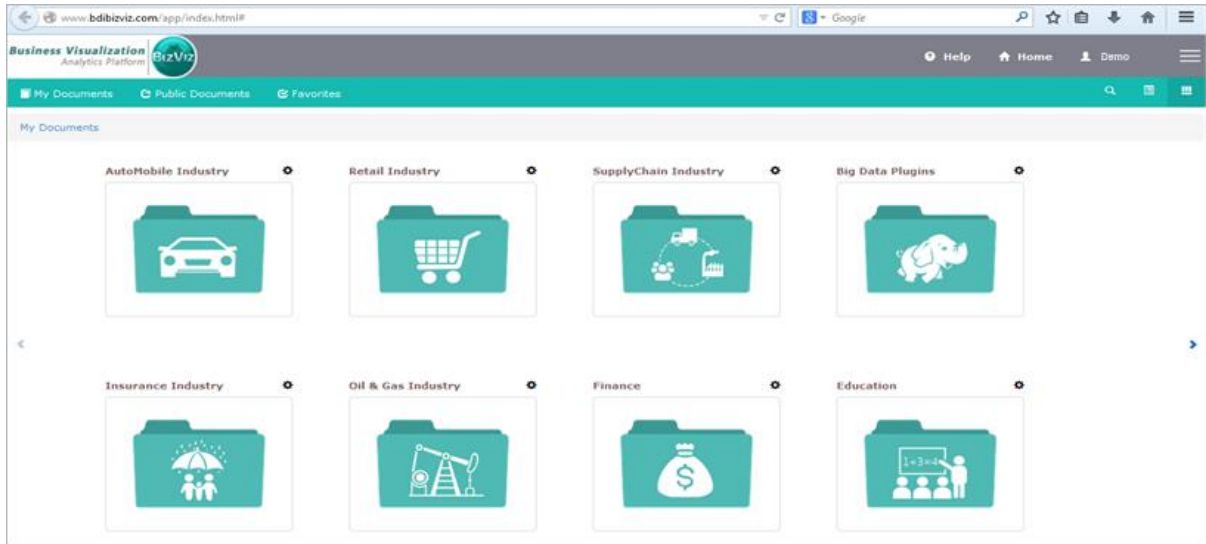 www.bdibizviz.com/app/index.html#
Google
Business Visualization
Analytics Platform
BizViz
Help
Home
Demo
My Documents
Public Documents
Favorites
My Documents
AutoMobile Industry
Retail Industry
SupplyChain Industry
Big Data Plugins
Insurance Industry
Oil & Gas Industry
Finance
Education
$
1+3=4